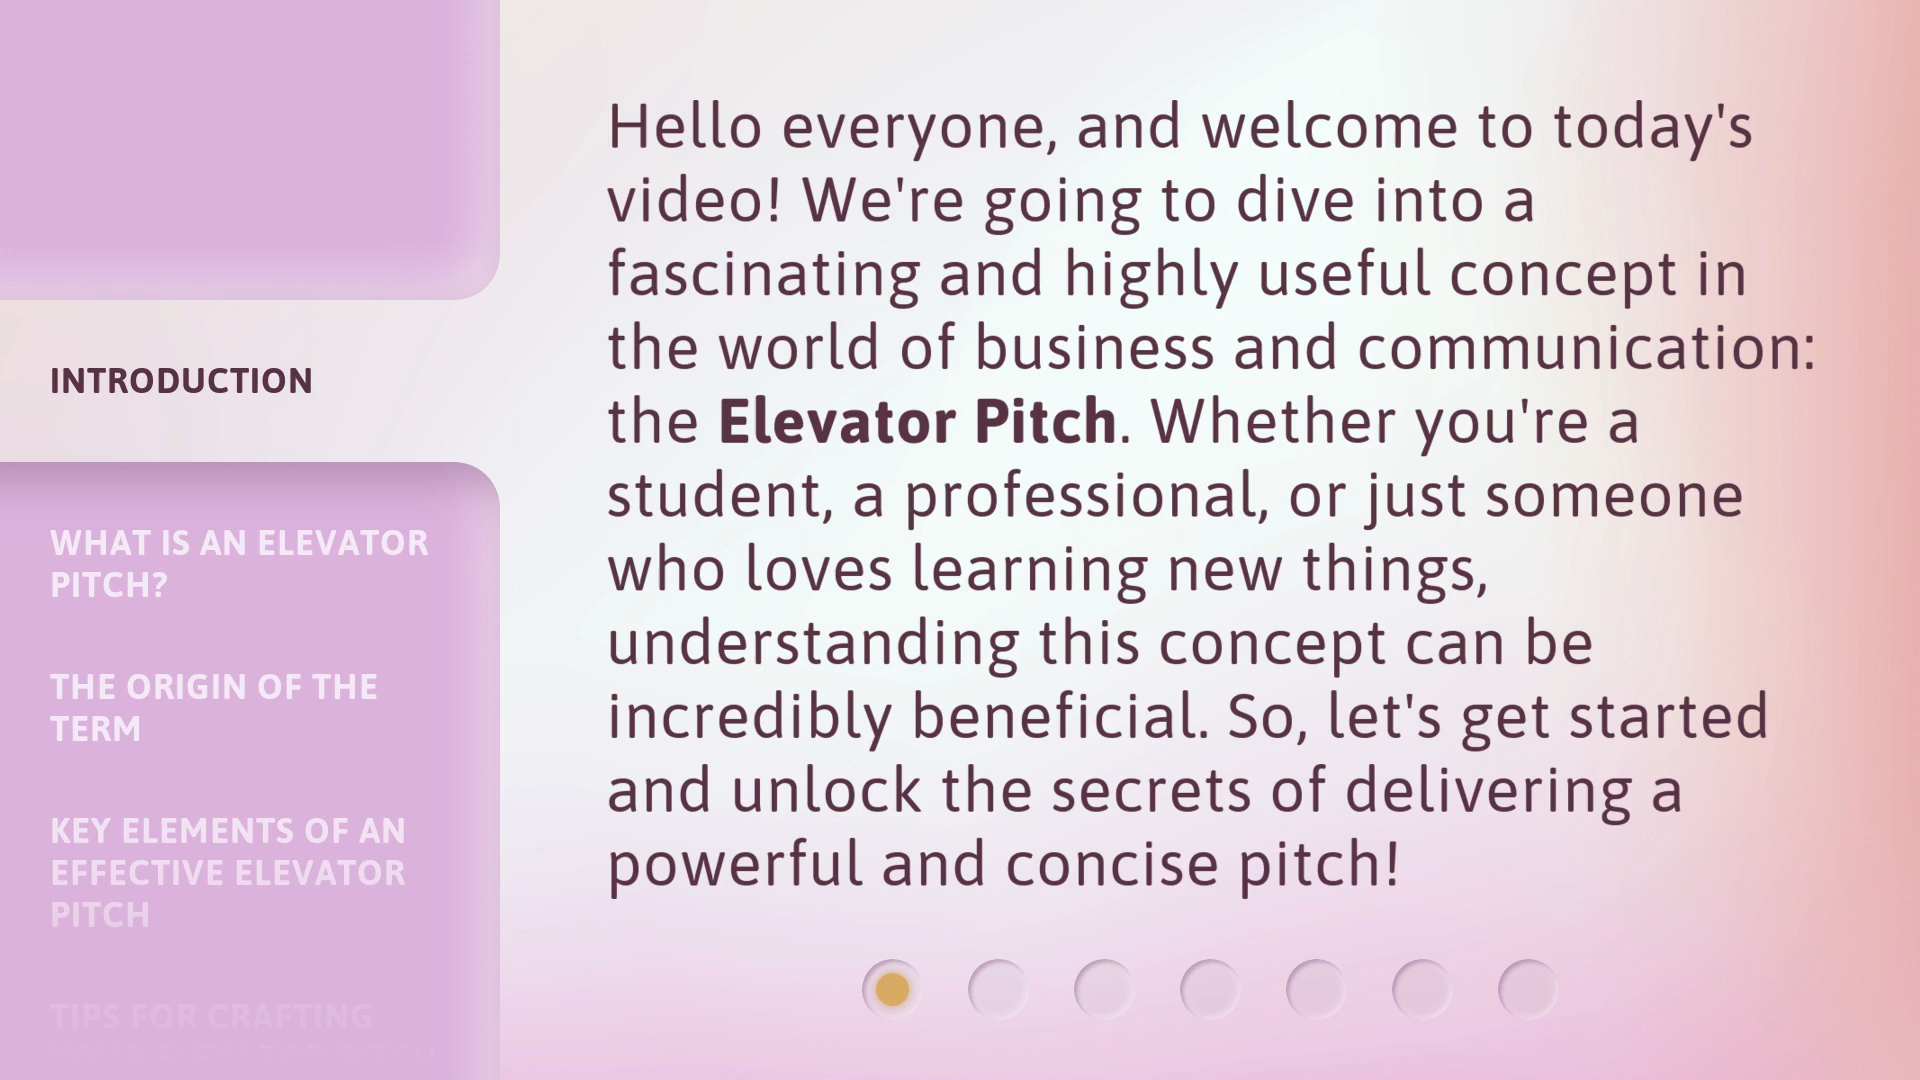 INTRODUCTION
WHAT IS AN ELEVATOR
PITCH?
THE ORIGIN OF THE
TERM
KEY ELEMENTS OF AN
EFFECTIVE ELEVATOR
PITCH
TIPS FOR CRAFTING
Hello everyone, and welcome to today's
video! We're going to dive into a
fascinating and highly useful concept in
the world of business and communication:
the Elevator Pitch. Whether you're a
student, a professional, or just someone
who loves learning new things,
understanding this concept can be
incredibly beneficial. So, let's get started
and unlock the secrets of delivering a
powerful and concise pitch!